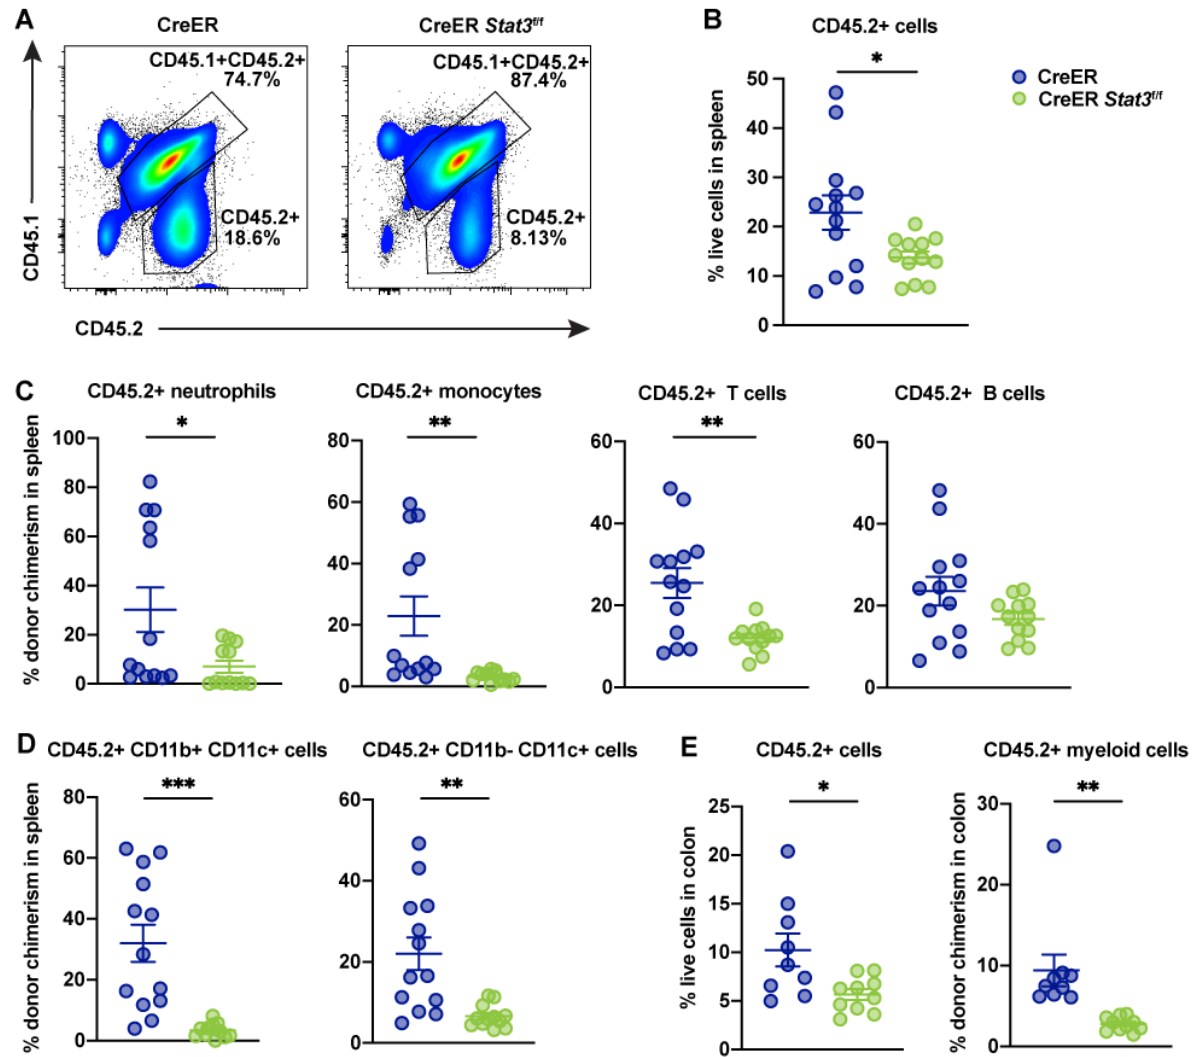 A
CreER
CreER Stat3f/f
CD45.1+CD45.2+
74.7%
CD45.2+
18.6%
CD45.1+CD45.2+
87.4%
CD45.2+
8.13%
CD45.1
CD45.2
B
CD45.2+ cells
*
CreER
CreER Stat3f/f
% live cells in spleen
50
40
30
20
10
0
C
CD45.2+ neutrophils
*
% donor chimerism in spleen
100
80
60
40
20
0
CD45.2+ monocytes
**
80
60
40
20
0
CD45.2+ T cells
**
60
40
20
0
CD45.2+ B cells
60
40
20
0
D
CD45.2+ CD11b+ CD11c+ cells
***
% donor chimerism in spleen
80
60
40
20
0
CD45.2+ CD11b- CD11c+ cells
**
60
40
20
0
E
CD45.2+ cells
*
% live cells in colon
25
20
15
10
5
0
CD45.2+ myeloid cells
**
% donor chimerism in colon
30
20
10
0